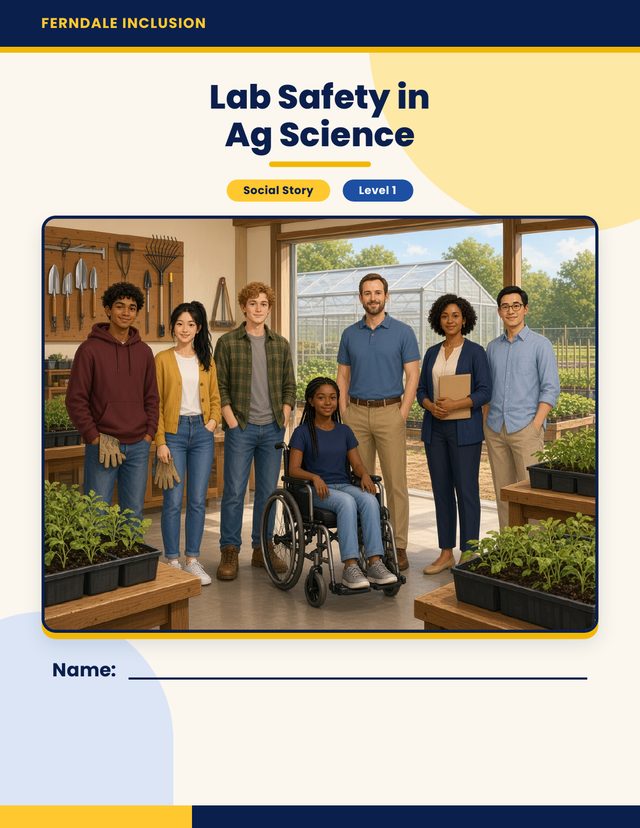 FERNDALE INCLUSION
Lab Safety in
Ag Science
Social Story
Level 1
Name: